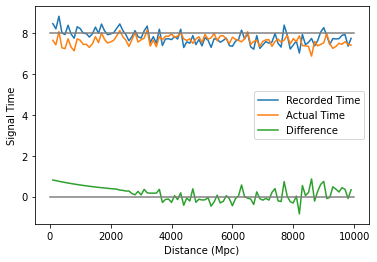 8
6
4
2
0
Signal Time
Recorded Time
Actual Time
Difference
0
2000
4000
6000
8000
10000
Distance (Mpc)